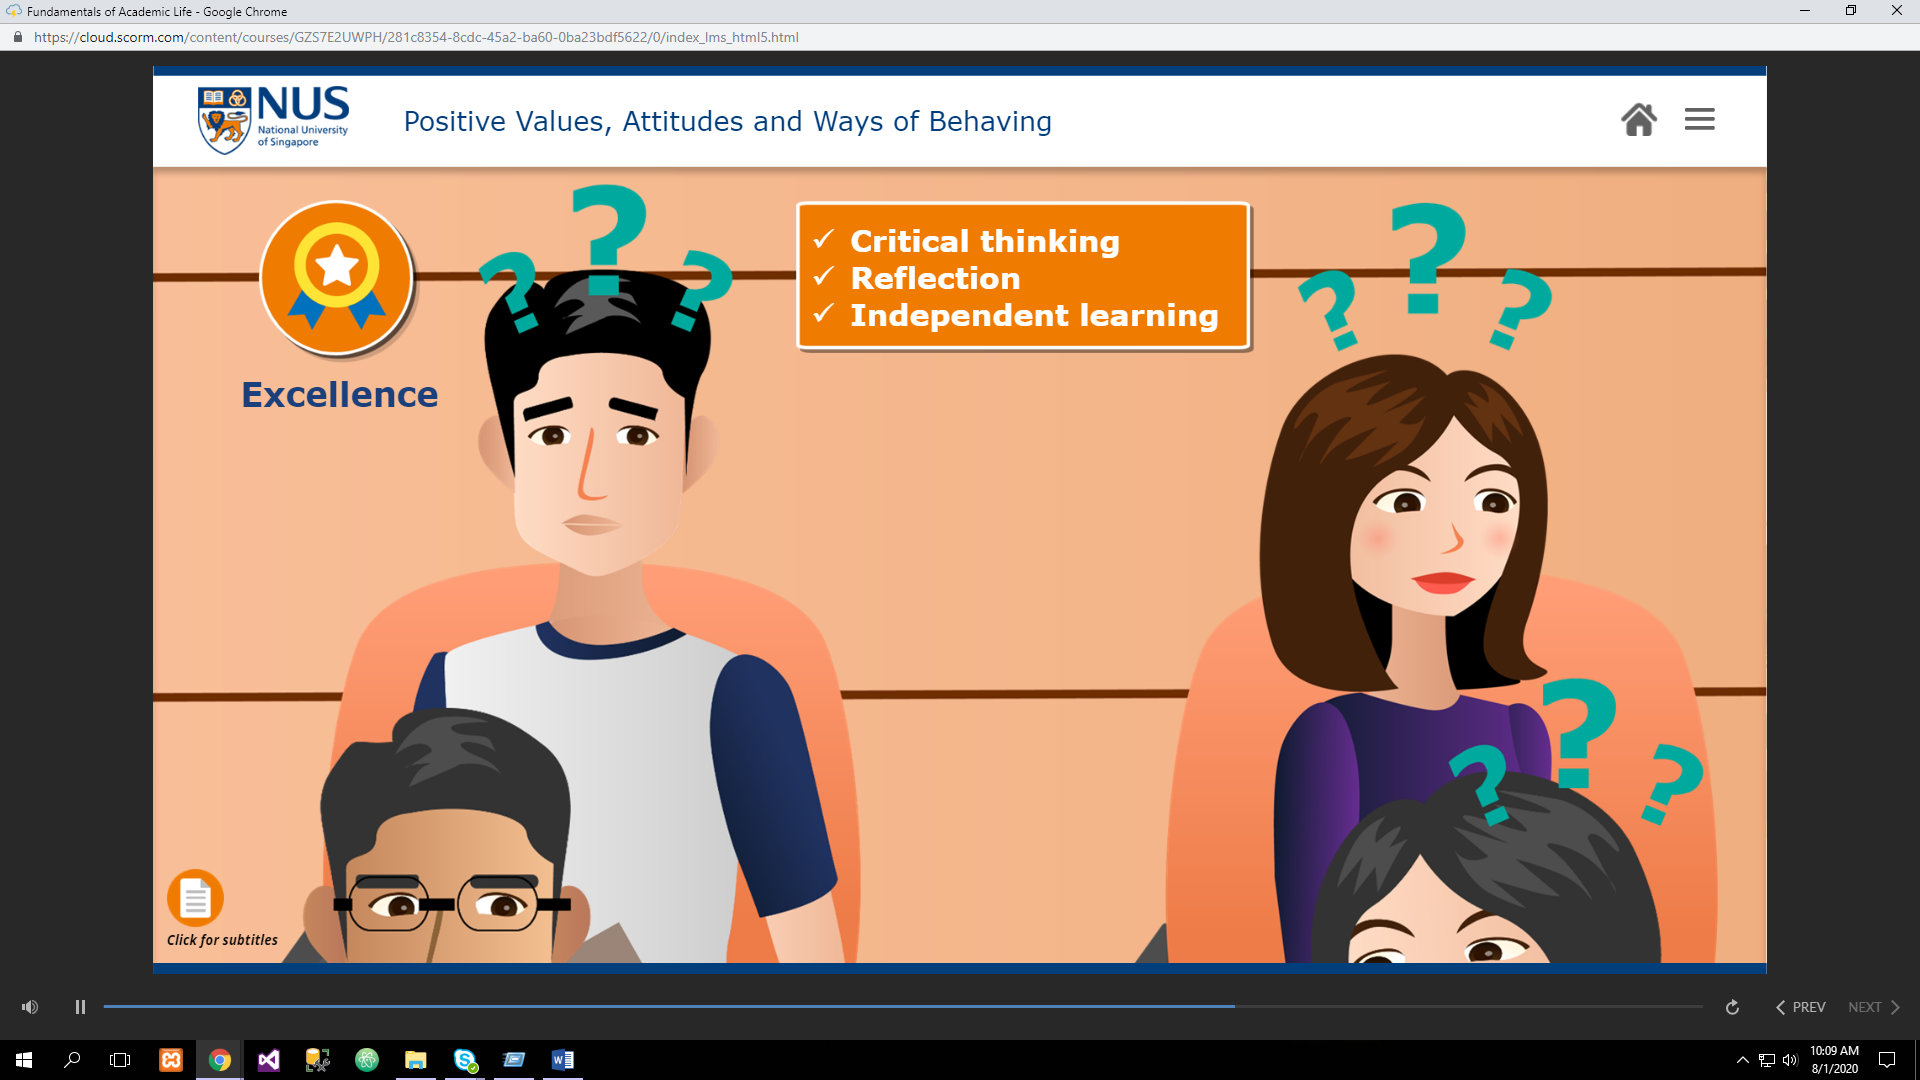 Fundamentals of Academic Life - Google Chrome
https://cloud.scorm.com/content/courses/GZS7E2UWPH/281c8354-8cdc-45a2-ba60-0ba23bdf5622/0/index_lms_html5.html
NUS
National University
of Singapore
Positive Values, Attitudes and Ways of Behaving
? ? ?
? ? ?
✓ Critical thinking
✓ Reflection
✓ Independent learning
Excellence
? ? ?
Click for subtitles
PREV
NEXT
10:09 AM
8/1/2020